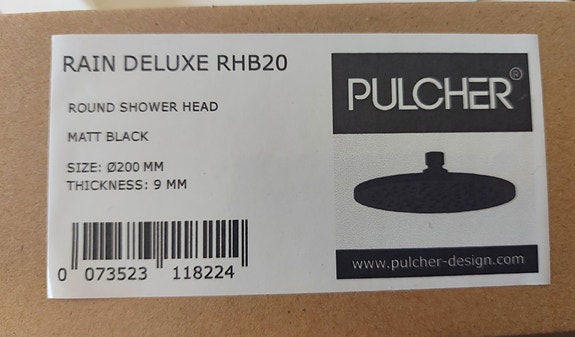 RAIN DELUXE RHB20
ROUND SHOWER HEAD
MATT BLACK
SIZE: Ø200 MM
THICKNESS: 9 MM
0 073523 118224
PULCHER®
www.pulcher-design.com